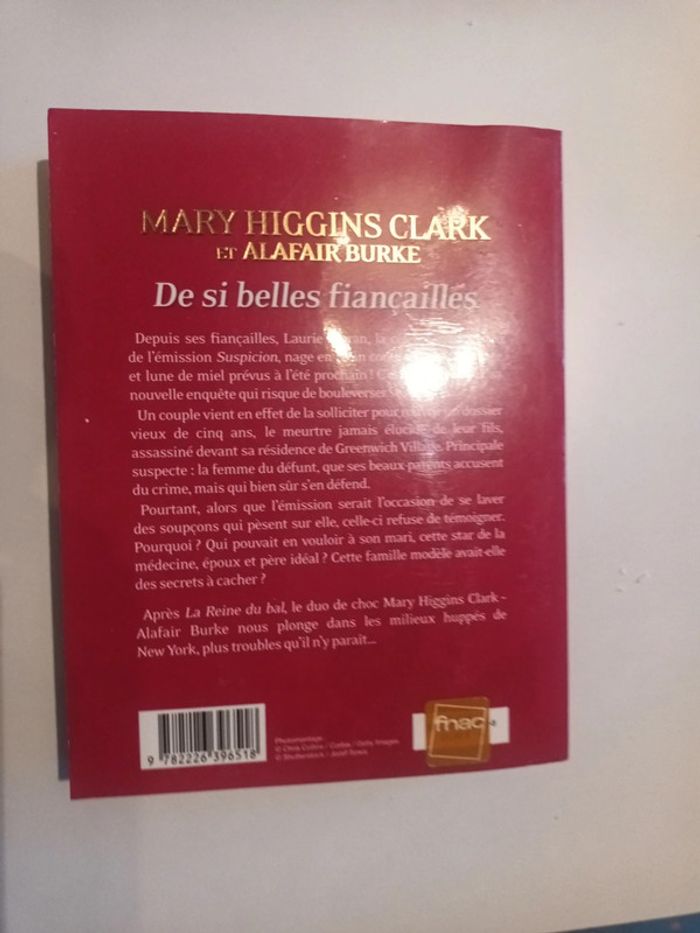 MARY HIGGINS CLARK
ET ALAFAIR BURKE
De si belles fiançailles
Depuis ses fiançailles, Laurie
de l'émission Suspicion, nage en
et lune de miel prévus à l'été prochain !
nouvelle enquête qui risque de bouleverser
Un couple vient en effet de la solliciter pour dossier
vieux de cinq ans, le meurtre jamais élucidé de leur fils,
assassiné devant sa résidence de Greenwich Village. Principale
suspecte : la femme du défunt, que ses beaux-parents accusent
du crime, mais qui bien sûr s'en défend.
Pourtant, alors que l'émission serait l'occasion de se laver
des soupçons qui pèsent sur elle, celle-ci refuse de témoigner.
Pourquoi ? Qui pouvait en vouloir à son mari, cette star de la
médecine, époux et père idéal ? Cette famille modèle avait-elle
des secrets à cacher ?
Après La Reine du bal, le duo de choc Mary Higgins Clark -
Alafair Burke nous plonge dans les milieux huppés de
New York, plus troubles qu'il n'y paraît...
9 782226 396518
Photomontage
© Chris Collins / Corbis / Getty Images
© Shutterstock /
fnac